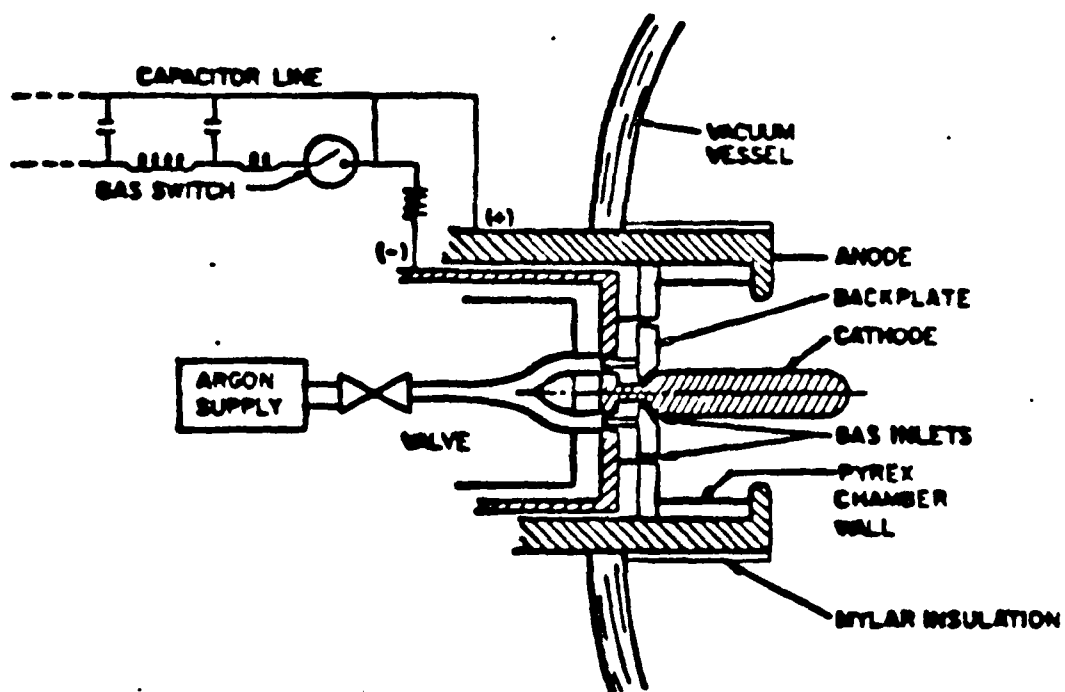 CAPACITOR LINE
GAS SWITCH
VACUUM
VESSEL
(+)
(-)
ANODE
BACKPLATE
CATHODE
ARGON
SUPPLY
VALVE
GAS INLETS
PYREX
CHAMBER
WALL
MYLAR INSULATION